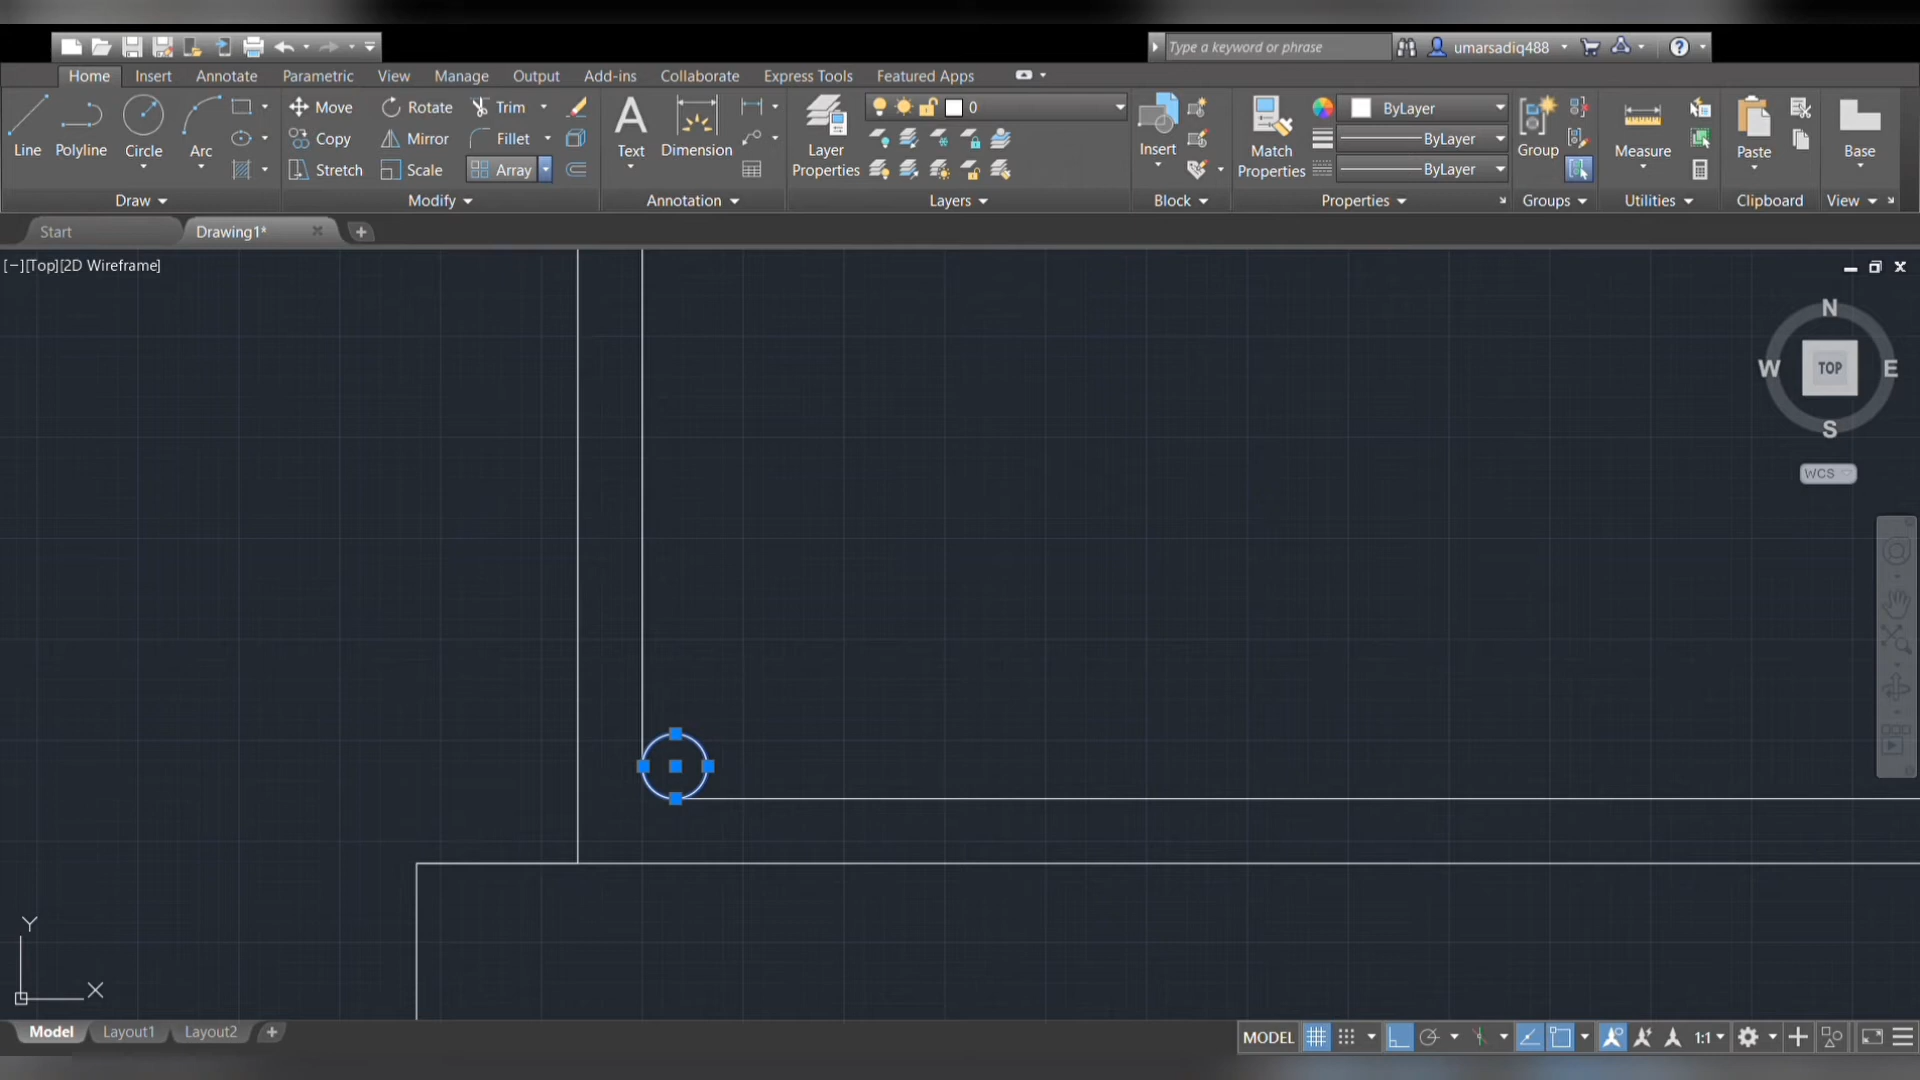 Type a keyword or phrase umarsadiq488
Home Insert Annotate Parametric View Manage Output Add-ins Collaborate Express Tools Featured Apps
Move Rotate Trim 0 ByLayer
Copy Mirror Fillet ByLayer
Line Polyline Circle Arc Text Dimension Layer Insert Match Group Measure Paste Base
Stretch Scale Array Properties Properties ByLayer
Draw Modify Annotation Layers Block Properties Groups Utilities Clipboard View
Start Drawing1*
[−][Top][2D Wireframe]
N
W TOP E
S
WCS
Y
X
Model Layout1 Layout2
MODEL 1:1